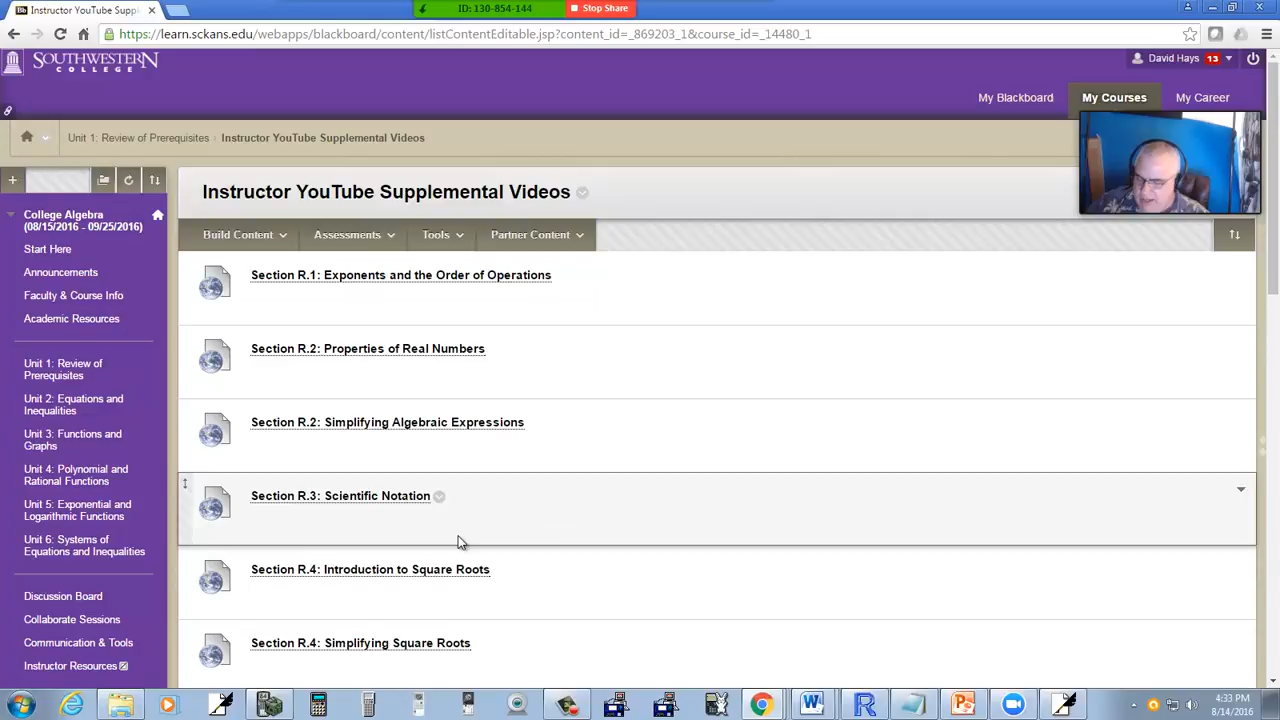 Instructor YouTube Suppl
ID: 130-854-144
Stop Share
https://learn.sckans.edu/webapps/blackboard/content/listContentEditable.jsp?content_id=_869203_1&course_id=_14480_1
SOUTHWESTERN
COLLEGE
David Hays 13
My Blackboard
My Courses
My Career
Unit 1: Review of Prerequisites
Instructor YouTube Supplemental Videos
Instructor YouTube Supplemental Videos
Build Content
Assessments
Tools
Partner Content
College Algebra
(08/15/2016 - 09/25/2016)
Start Here
Announcements
Faculty & Course Info
Academic Resources
Unit 1: Review of
Prerequisites
Unit 2: Equations and
Inequalities
Unit 3: Functions and
Graphs
Unit 4: Polynomial and
Rational Functions
Unit 5: Exponential and
Logarithmic Functions
Unit 6: Systems of
Equations and Inequalities
Discussion Board
Collaborate Sessions
Communication & Tools
Instructor Resources
Section R.1: Exponents and the Order of Operations
Section R.2: Properties of Real Numbers
Section R.2: Simplifying Algebraic Expressions
Section R.3: Scientific Notation
Section R.4: Introduction to Square Roots
Section R.4: Simplifying Square Roots
4:33 PM
8/14/2016